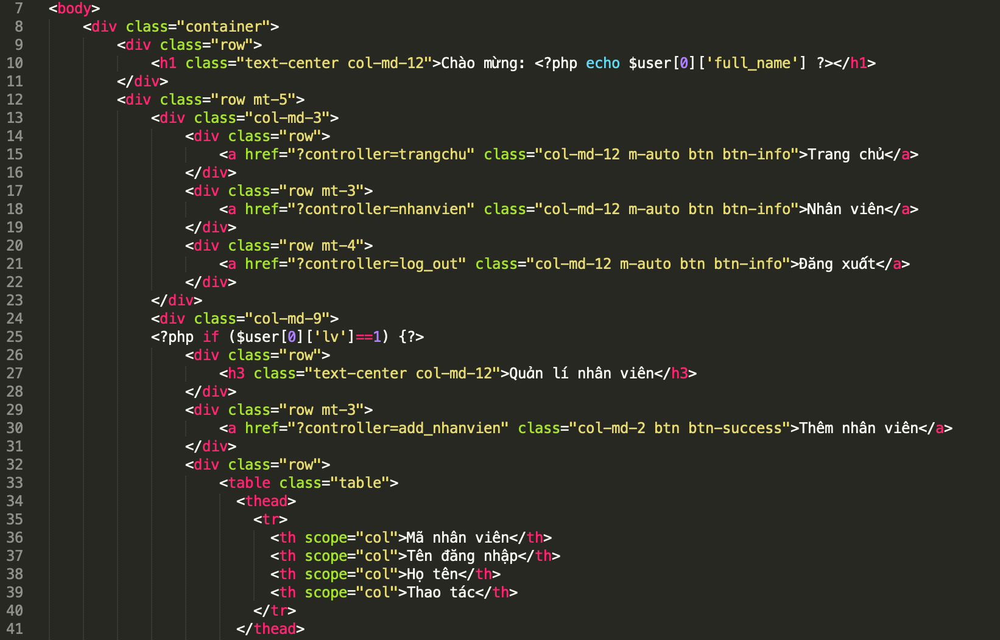 7 <body>
8 <div class="container">
9 <div class="row">
10 <h1 class="text-center col-md-12">Chào mừng: <?php echo $user[0]['full_name'] ?></h1>
11 </div>
12 <div class="row mt-5">
13 <div class="col-md-3">
14 <div class="row">
15 <a href="?controller=trangchu" class="col-md-12 m-auto btn btn-info">Trang chủ</a>
16 </div>
17 <div class="row mt-3">
18 <a href="?controller=nhanvien" class="col-md-12 m-auto btn btn-info">Nhân viên</a>
19 </div>
20 <div class="row mt-4">
21 <a href="?controller=log_out" class="col-md-12 m-auto btn btn-info">Đăng xuất</a>
22 </div>
23 </div>
24 <div class="col-md-9">
25 <?php if ($user[0]['lv']==1) {?>
26 <div class="row">
27 <h3 class="text-center col-md-12">Quản lí nhân viên</h3>
28 </div>
29 <div class="row mt-3">
30 <a href="?controller=add_nhanvien" class="col-md-2 btn btn-success">Thêm nhân viên</a>
31 </div>
32 <div class="row">
33 <table class="table">
34 <thead>
35 <tr>
36 <th scope="col">Mã nhân viên</th>
37 <th scope="col">Tên đăng nhập</th>
38 <th scope="col">Họ tên</th>
39 <th scope="col">Thao tác</th>
40 </tr>
41 </thead>